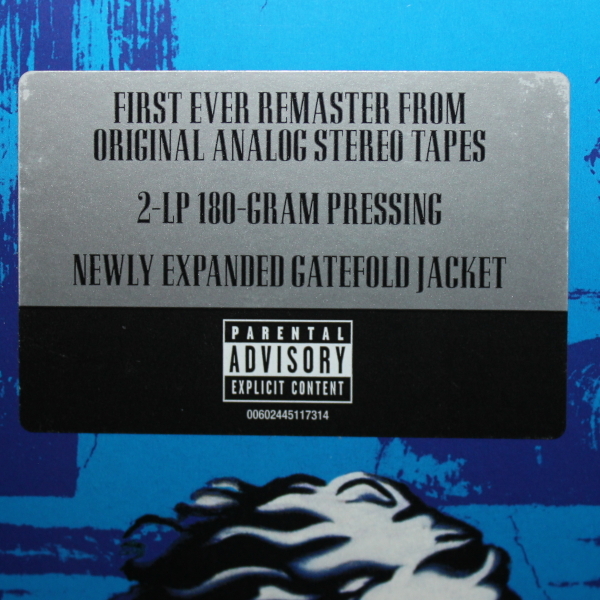 FIRST EVER REMASTER FROM
ORIGINAL ANALOG STEREO TAPES
2-LP 180-GRAM PRESSING
NEWLY EXPANDED GATEFOLD JACKET
PARENTAL
ADVISORY
EXPLICIT CONTENT
00602445117314